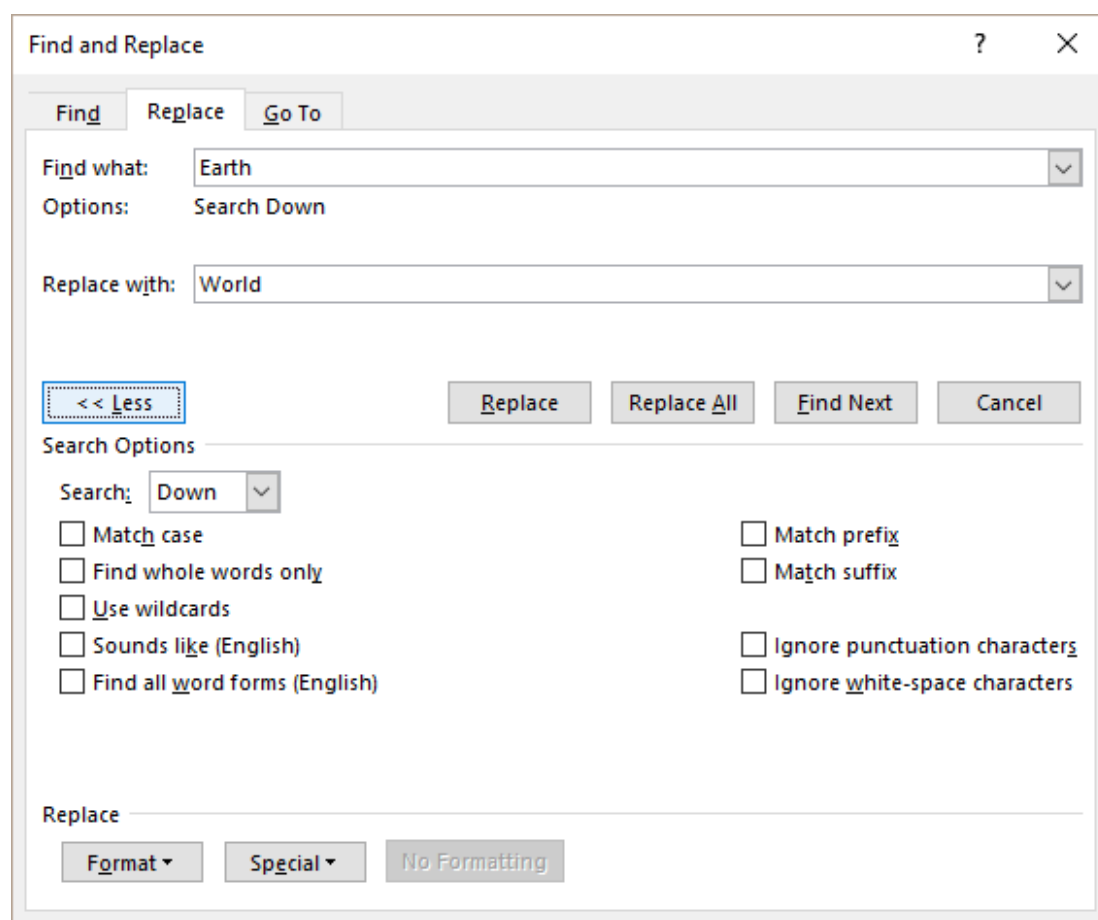 Find and Replace ?
Find Replace Go To
Find what: Earth
Options: Search Down
Replace with: World
<< Less Replace Replace All Find Next Cancel
Search Options
Search: Down
Match case Match prefix
Find whole words only Match suffix
Use wildcards
Sounds like (English) Ignore punctuation characters
Find all word forms (English) Ignore white-space characters
Replace
Format Special No Formatting